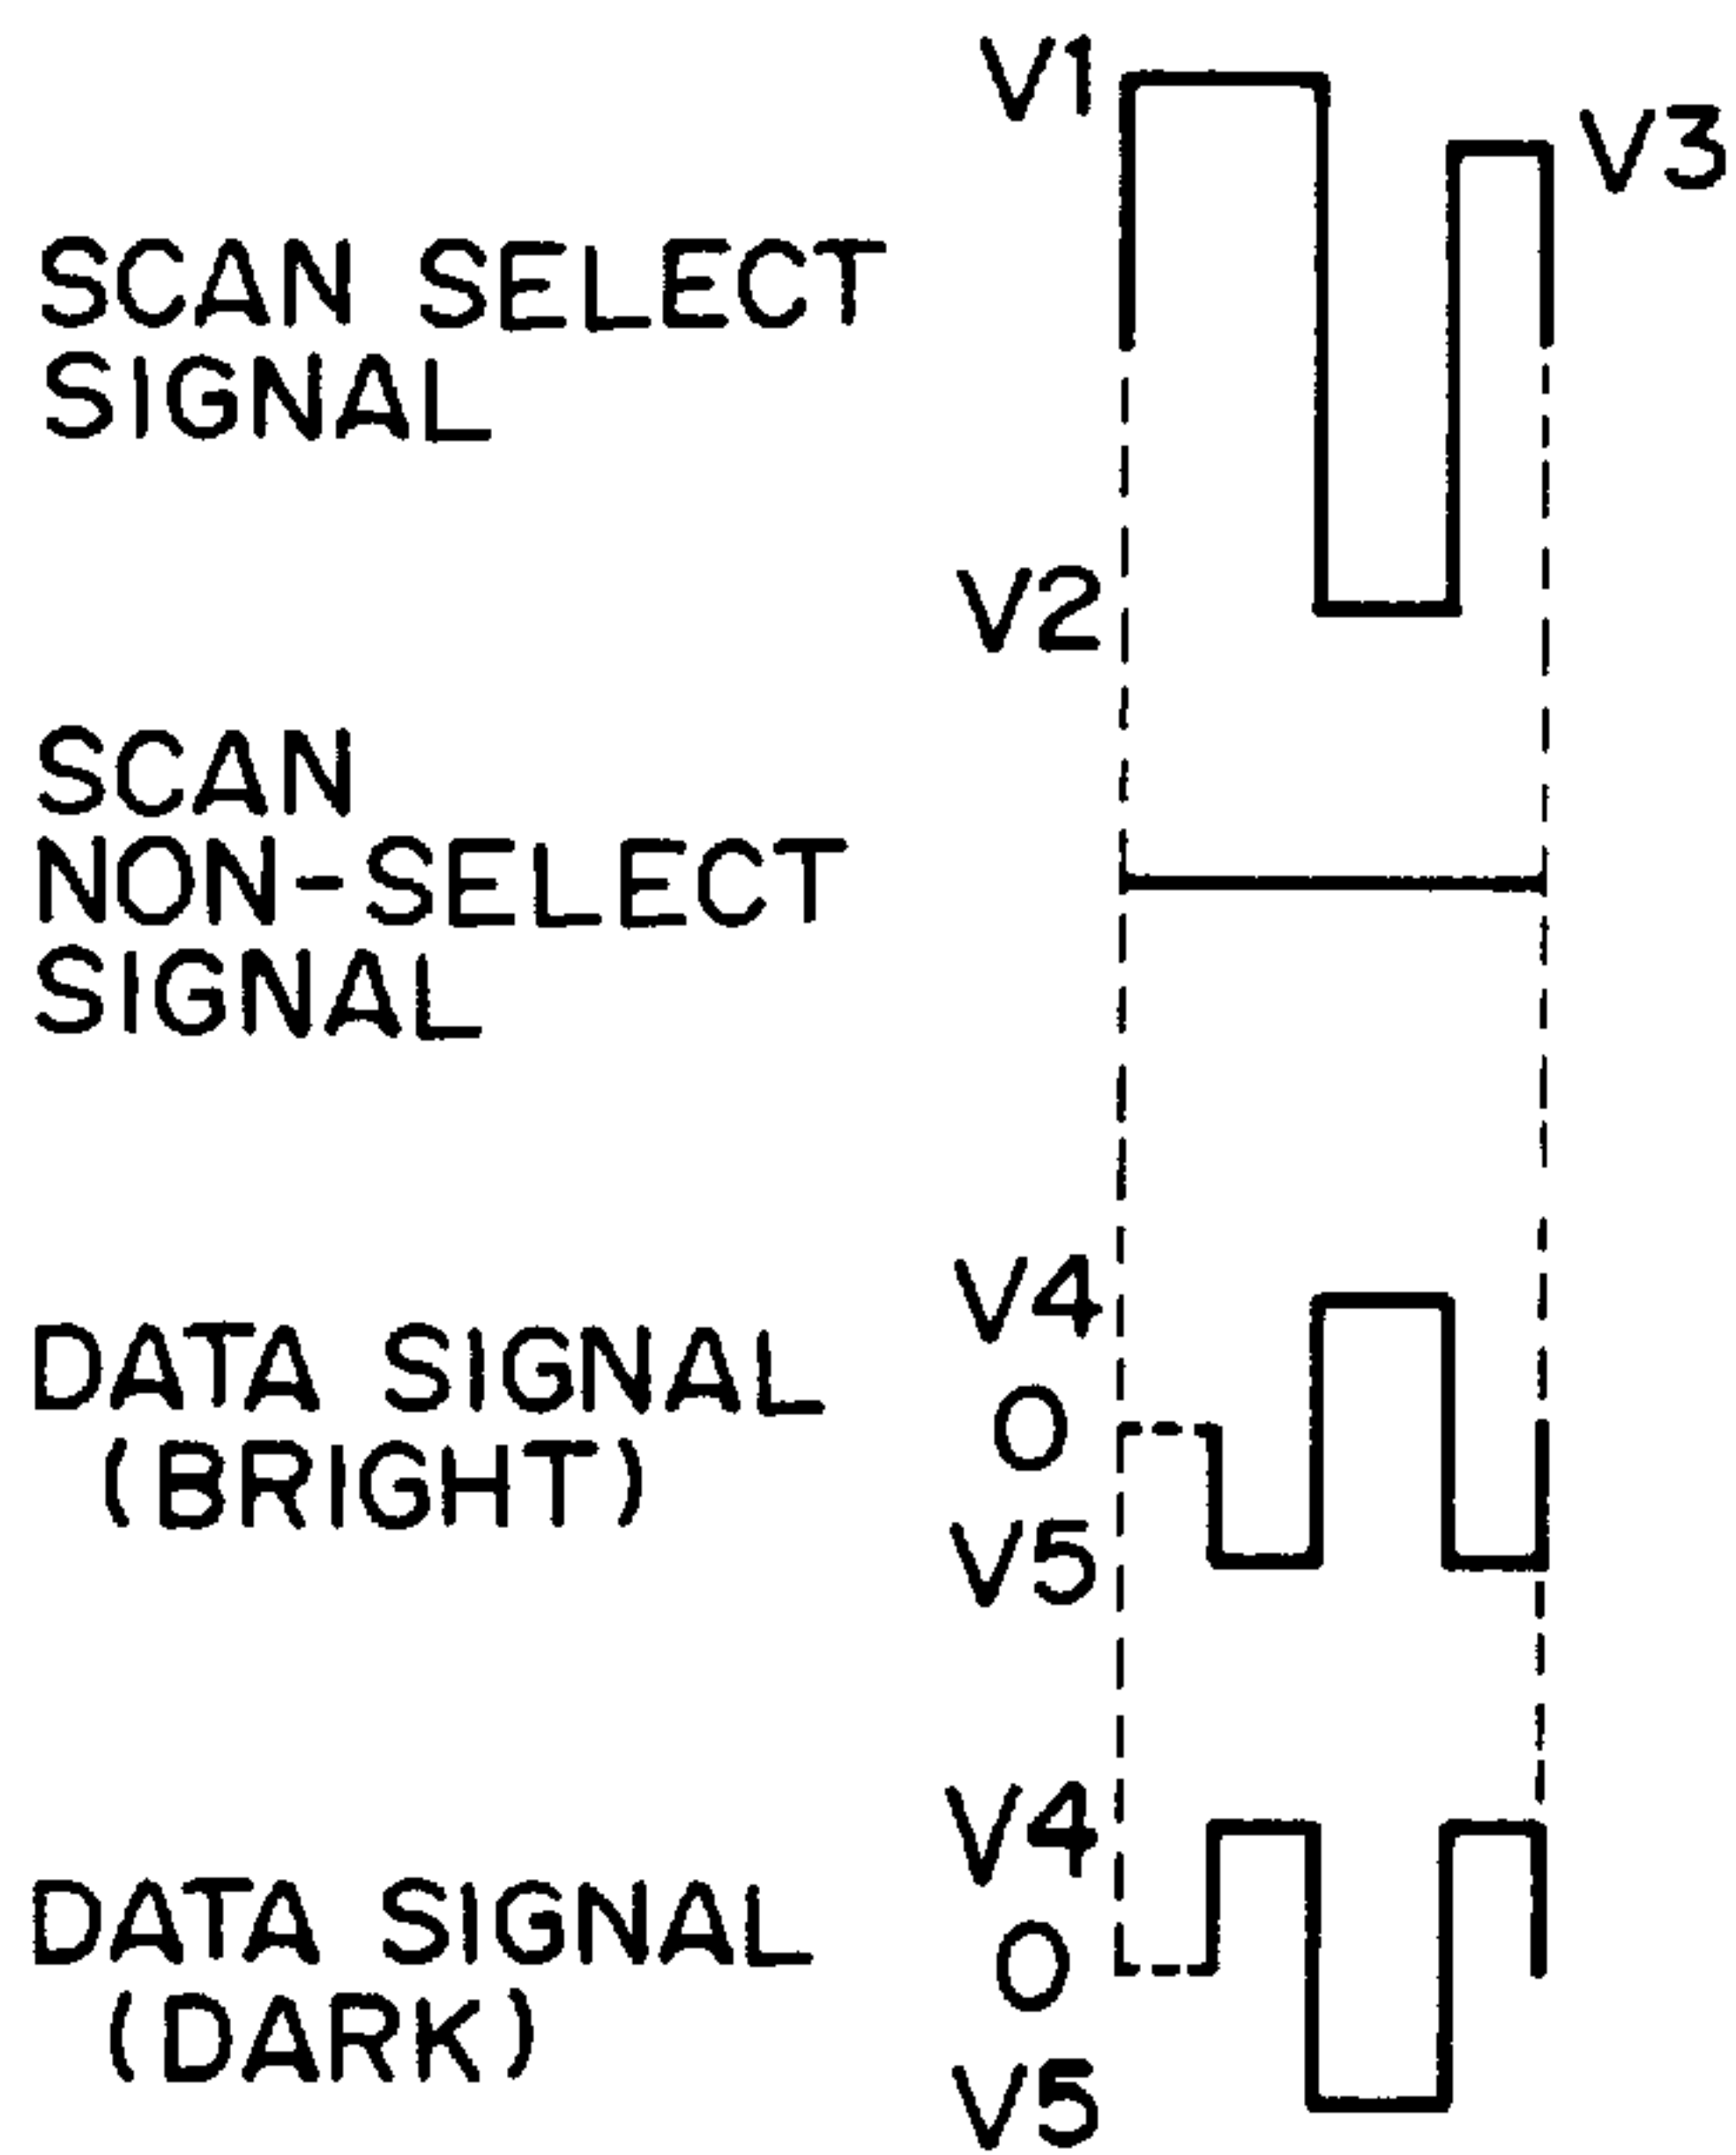 V1
V3
SCAN SELECT
SIGNAL
V2
SCAN
NON-SELECT
SIGNAL
V4
DATA SIGNAL
(BRIGHT)
0
V5
V4
DATA SIGNAL
(DARK)
0
V5